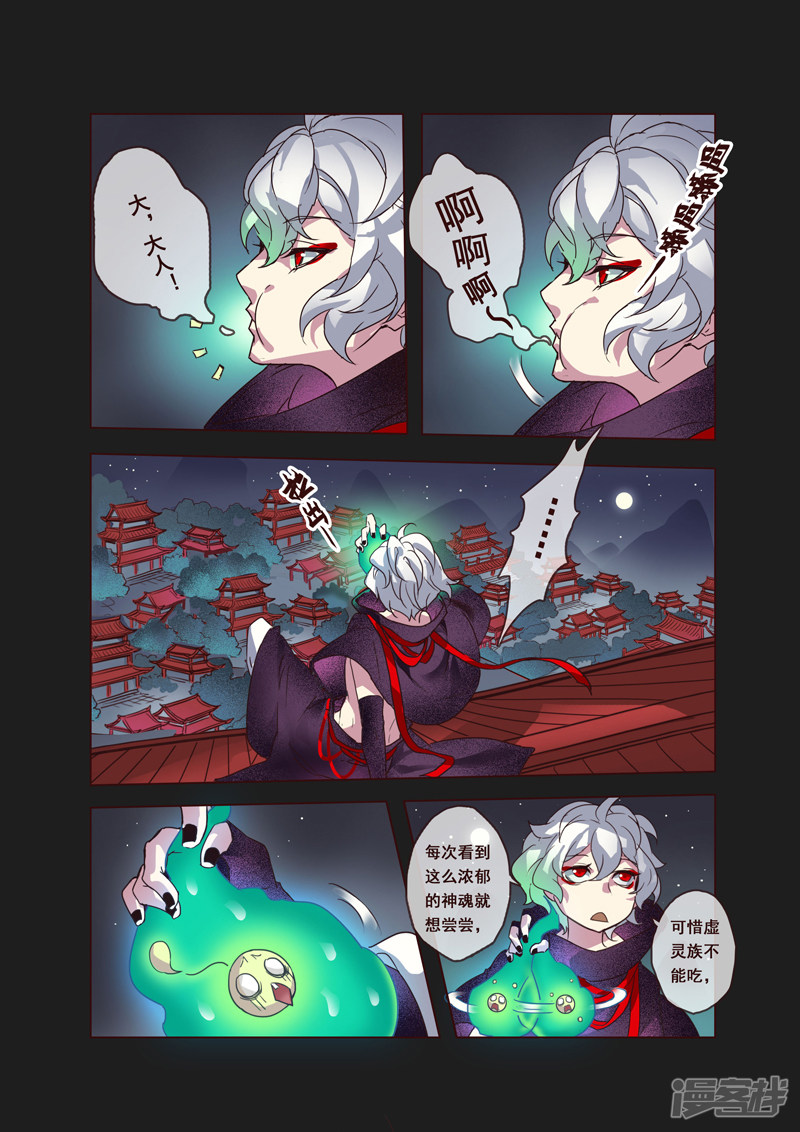 大，大人！
啊啊啊～
……
每次看到
这么浓郁
的神魂就
想尝尝，
可惜虚
灵族不
能吃，
漫客栈